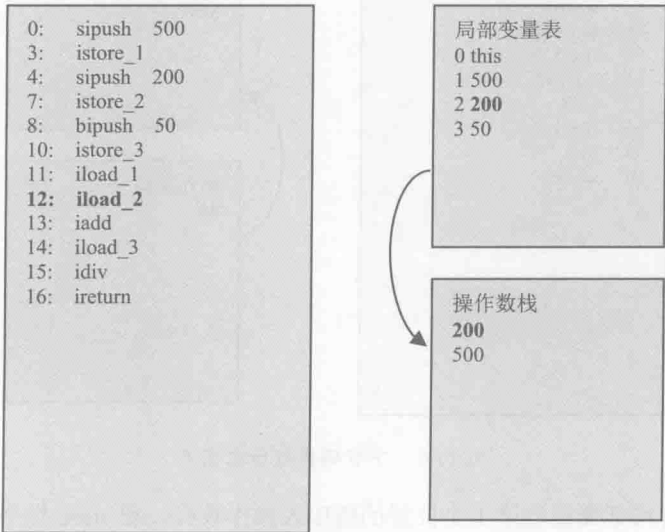 0: sipush 500
3: istore_1
4: sipush 200
7: istore_2
8: bipush 50
10: istore_3
11: iload_1
12: iload_2
13: iadd
14: iload_3
15: idiv
16: ireturn
局部变量表
0 this
1 500
2 200
3 50
操作数栈
200
500